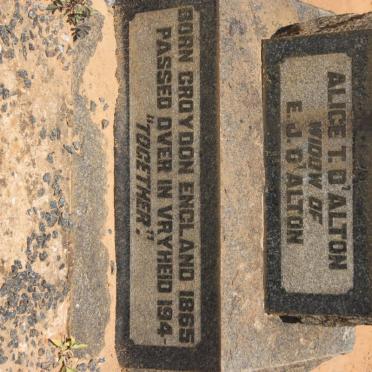 ALICE T. D'ALTON
WIDOW OF
E. J. D'ALTON
BORN CROYDON ENGLAND 1865
PASSED OVER IN VRYHEID 194-
"TOGETHER."